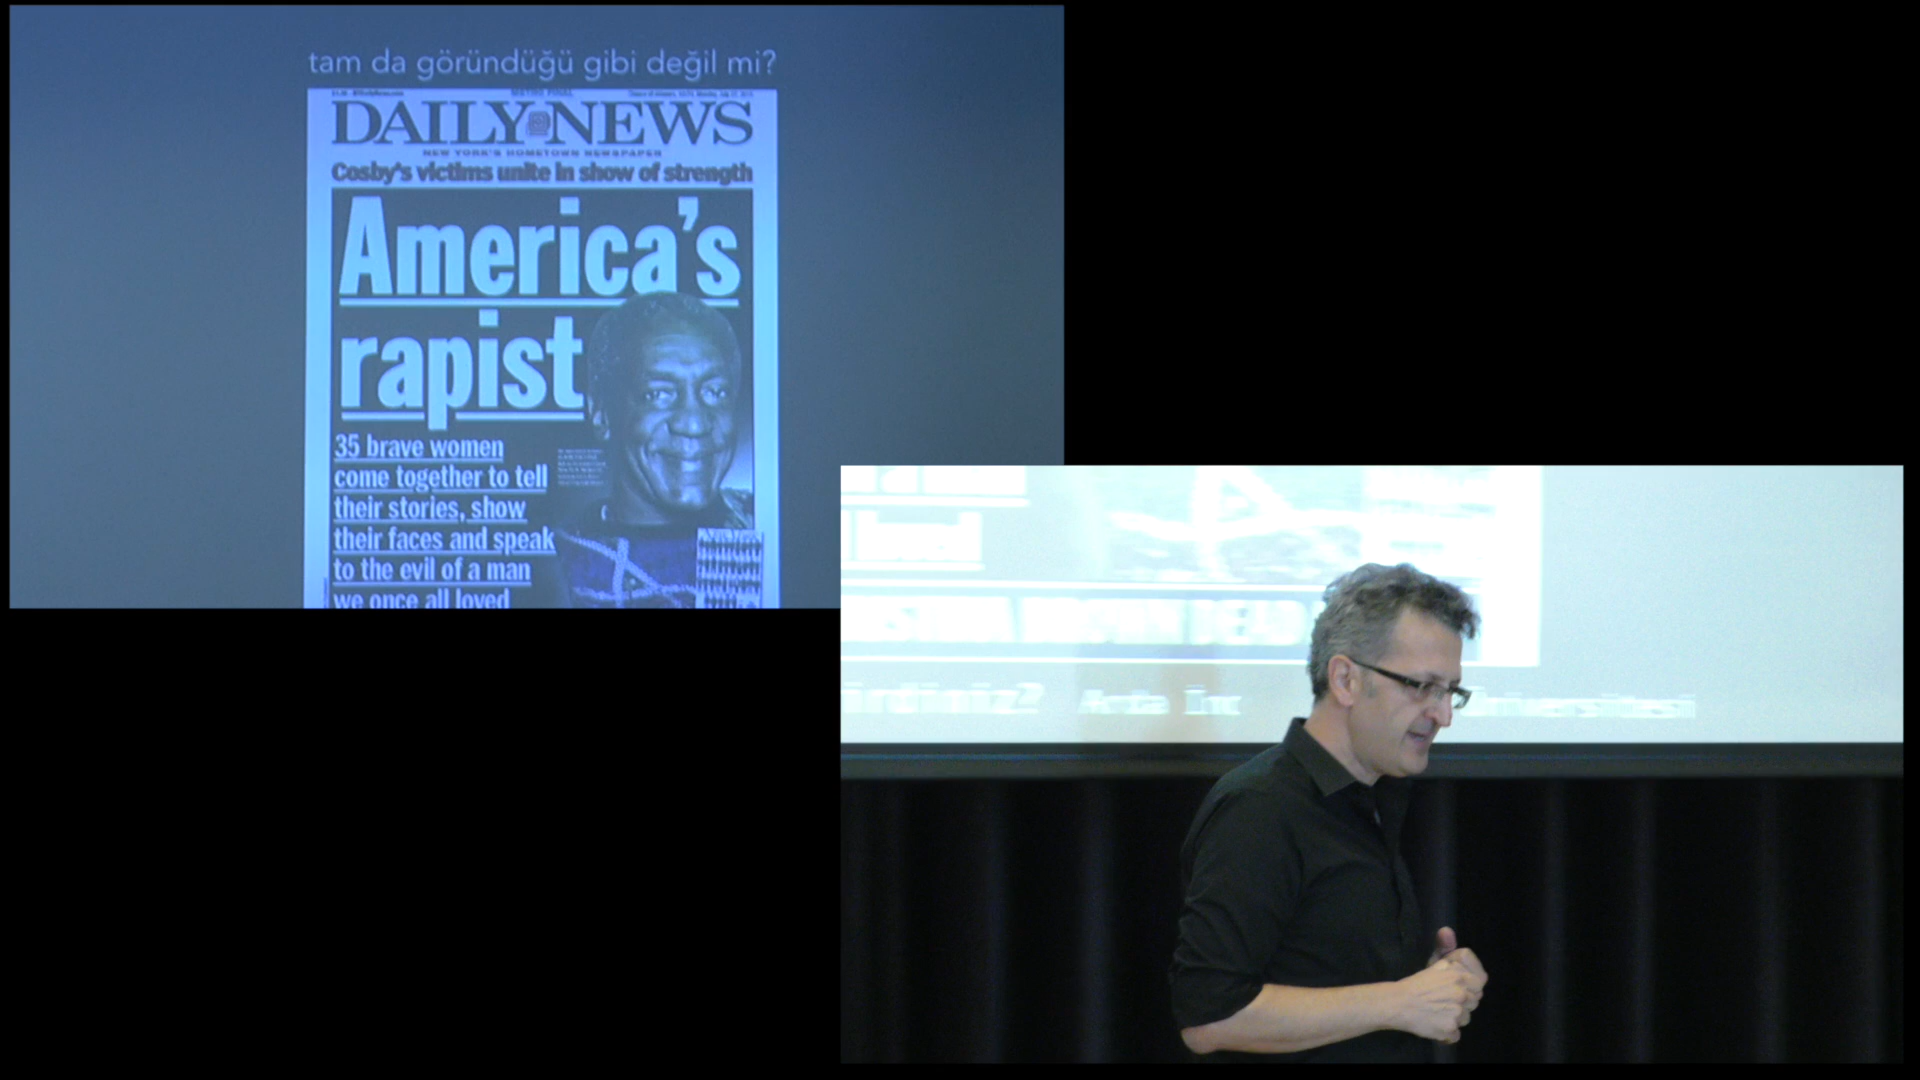 tam da göründüğü gibi değil mi?
DAILY NEWS
NEW YORK'S HOMETOWN NEWSPAPER
Cosby's victims unite in show of strength
America's
rapist
35 brave women
come together to tell
their stories, show
their faces and speak
to the evil of a man
we once all loved